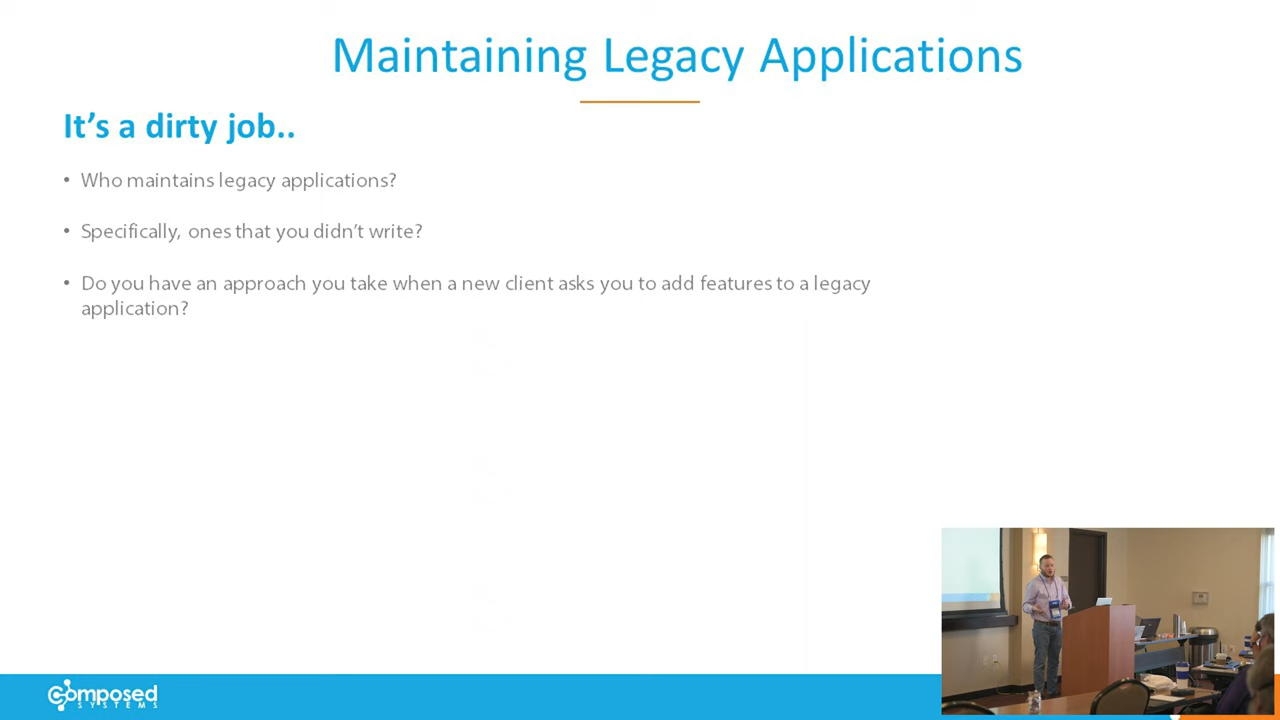 Maintaining Legacy Applications
It’s a dirty job..
• Who maintains legacy applications?
• Specifically, ones that you didn’t write?
• Do you have an approach you take when a new client asks you to add features to a legacy
application?
composed
SYSTEMS